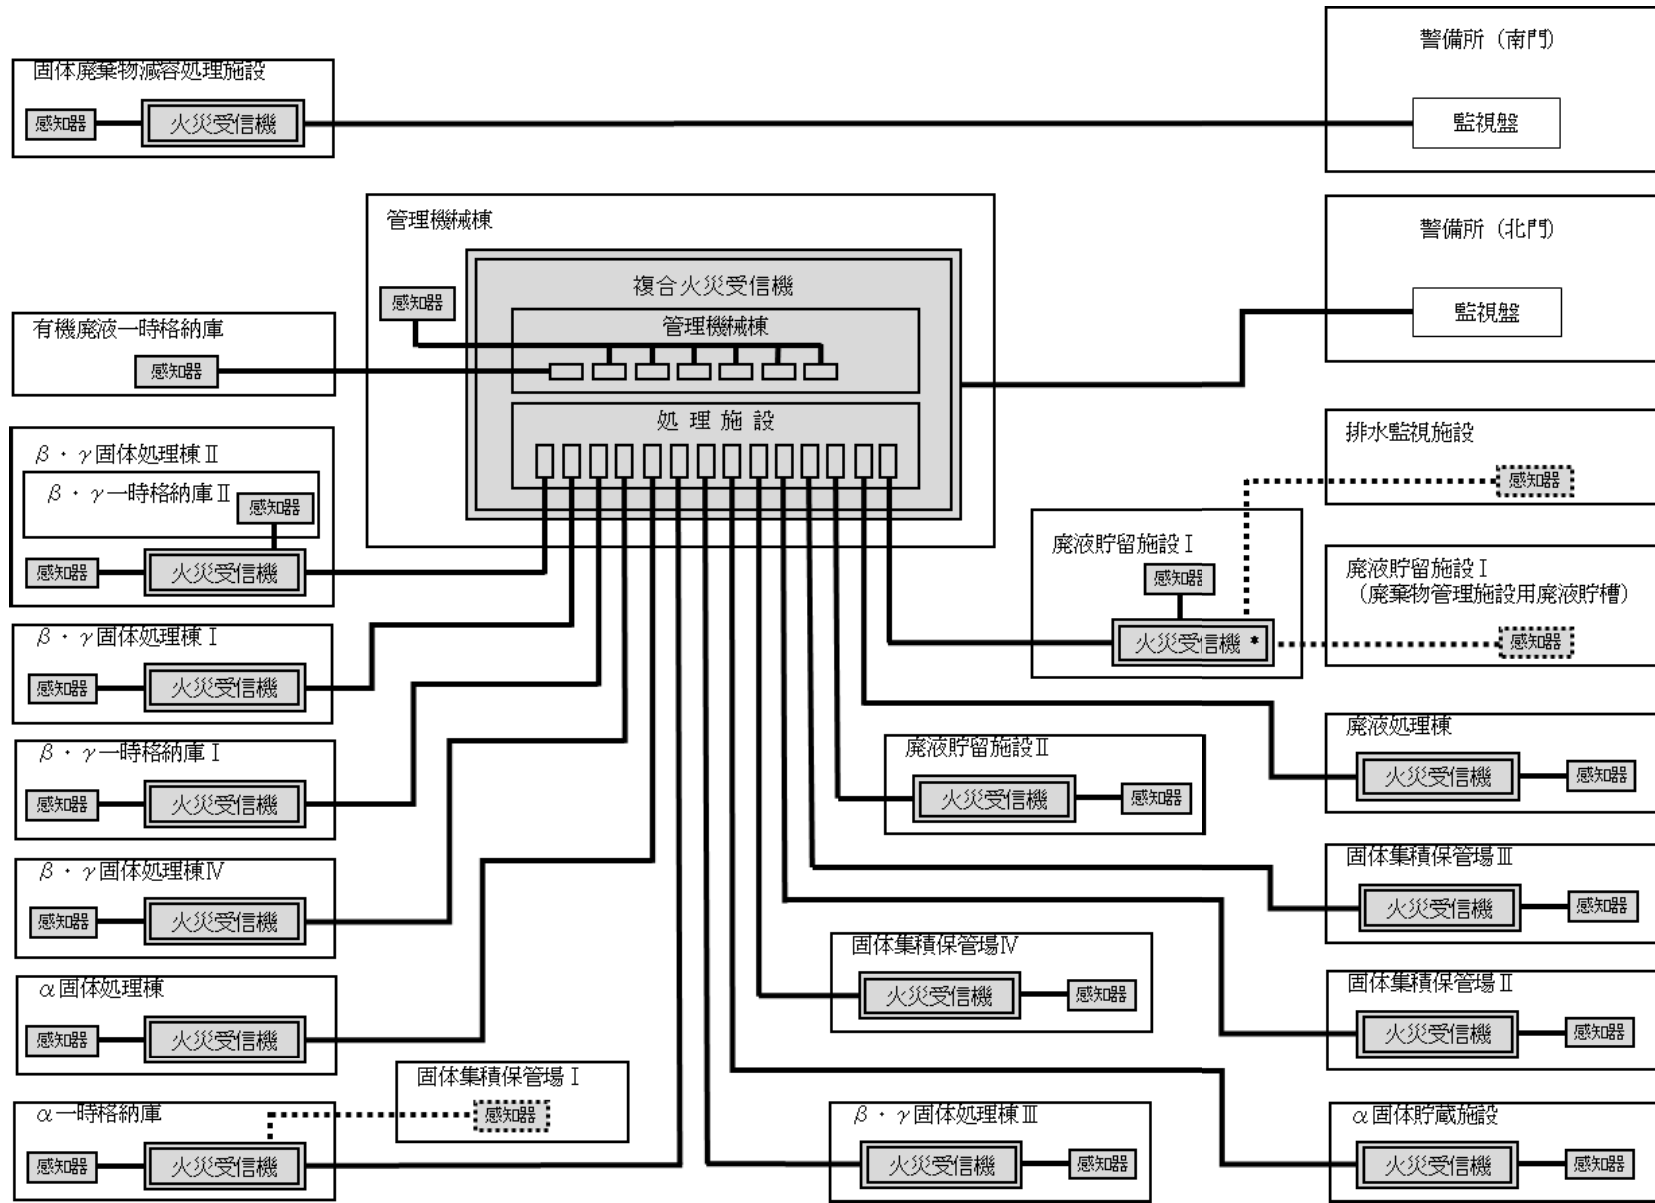 固体廃棄物減容処理施設
感知器
火災受信機
警備所（南門）
監視盤
管理機械棟
感知器
複合火災受信機
管理機械棟
処理施設
警備所（北門）
監視盤
有機廃液一時格納庫
感知器
β・γ固体処理棟Ⅱ
β・γ一時格納庫Ⅱ
感知器
感知器
火災受信機
排水監視施設
感知器
廃液貯留施設Ⅰ
感知器
火災受信機*
廃液貯留施設Ⅰ
（廃棄物管理施設用廃液貯槽）
感知器
β・γ固体処理棟Ⅰ
感知器
火災受信機
β・γ一時格納庫Ⅰ
感知器
火災受信機
廃液貯留施設Ⅱ
火災受信機
感知器
廃液処理棟
火災受信機
感知器
β・γ固体処理棟Ⅳ
感知器
火災受信機
固体集積保管場Ⅲ
火災受信機
感知器
固体集積保管場Ⅳ
火災受信機
感知器
α固体処理棟
感知器
火災受信機
固体集積保管場Ⅱ
火災受信機
感知器
固体集積保管場Ⅰ
感知器
α一時格納庫
感知器
火災受信機
β・γ固体処理棟Ⅲ
火災受信機
感知器
α固体貯蔵施設
火災受信機
感知器